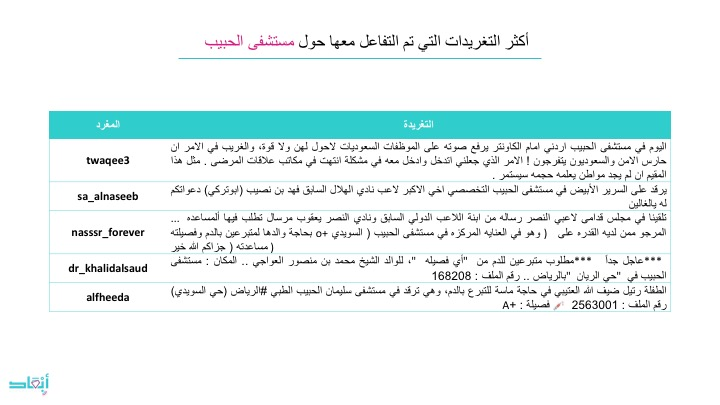 أكثر التغريدات التي تم التفاعل معها حول مستشفى الحبيب
التغريدة
المغرد
اليوم في مستشفى الحبيب اردني امام الكاونتر يرفع صوته على الموظفات السعوديات لاحول لهن ولا قوة، والغريب في الامر ان
حارس الامن والسعوديون يتفرجون ! الامر الذي جعلني اتدخل وادخل معه في مشكلة انتهت في مكاتب علاقات المرضى . مثل هذا
المقيم ان لم يجد مواطن يعلمه حجمه سيستمر .
twaqee3
يرقد على السرير الأبيض في مستشفى الحبيب التخصصي اخي الاكبر لاعب نادي الهلال السابق فهد بن نصيب (ابوتركي) دعواتكم
له يالغالين
sa_alnaseeb
تلقينا في مجلس قدامى لاعبي النصر رساله من ابنة اللاعب الدولي السابق ونادي النصر يعقوب مرسال تطلب فيها ألمساعده ...
المرجو ممن لديه القدره على ) وهو في العنايه المركزه في مستشفى الحبيب ( السويدي +o بحاجة والدها لمتبرعين بالدم وفصيلته
( مساعدته ) جزاكم الله خير
nasssr_forever
***عاجل جداً ***مطلوب متبرعين للدم من "أي فصيله "، للوالد الشيخ محمد بن منصور العواجي .. المكان : مستشفى
الحبيب في "حي الريان "بالرياض .. رقم الملف : 168208
dr_khalidalsaud
الطفلة رتيل ضيف الله العتيبي في حاجة ماسة للتبرع بالدم، وهي ترقد في مستشفى سليمان الحبيب الطبي #الرياض (حي السويدي)
رقم الملف : 2563001 💉 فصيلة : +A
alfheeda
أبعاد